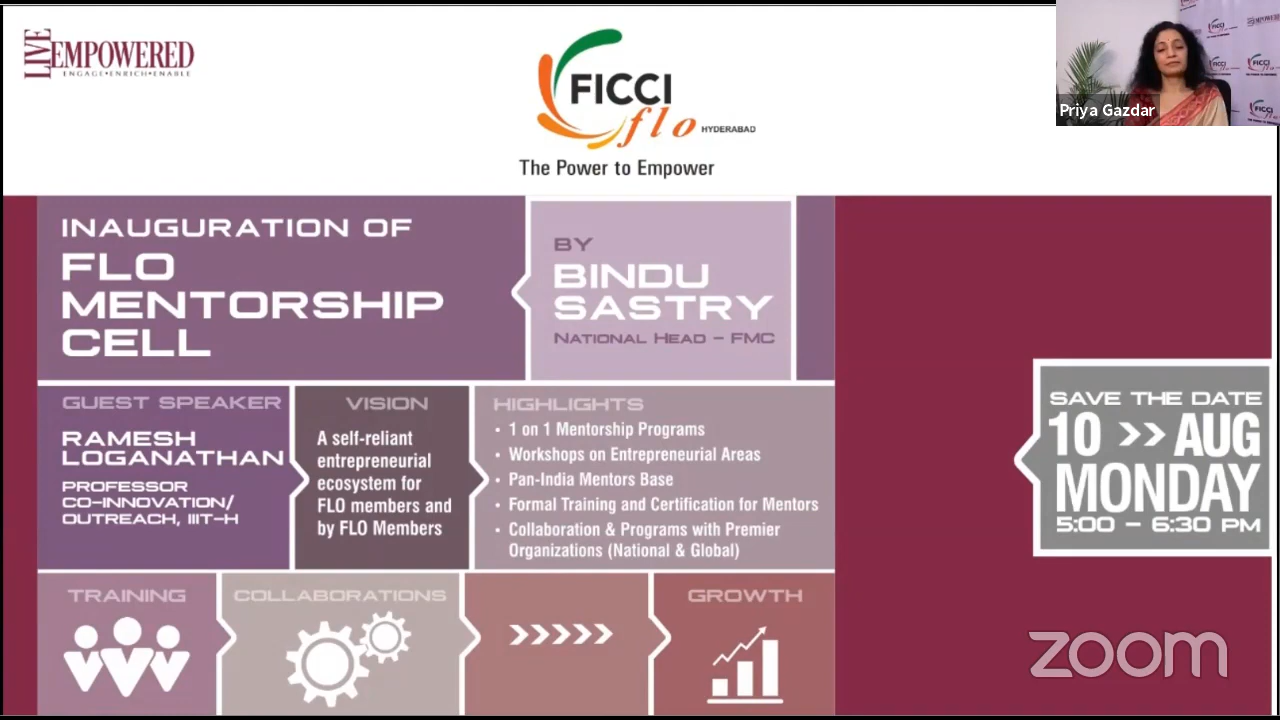 LIVE
EMPOWERED
ENGAGE•ENRICH•ENABLE
FICCI
flo HYDERABAD
The Power to Empower
Priya Gazdar
INAUGURATION OF
FLO
MENTORSHIP
CELL
BY
BINDU
SASTRY
NATIONAL HEAD – FMC
GUEST SPEAKER
RAMESH
LOGANATHAN
PROFESSOR
CO-INNOVATION/
OUTREACH, IIIT-H
VISION
A self-reliant
entrepreneurial
ecosystem for
FLO members and
by FLO Members
HIGHLIGHTS
• 1 on 1 Mentorship Programs
• Workshops on Entrepreneurial Areas
• Pan-India Mentors Base
• Formal Training and Certification for Mentors
• Collaboration & Programs with Premier
Organizations (National & Global)
SAVE THE DATE
10 >> AUG
MONDAY
5:00 – 6:30 PM
TRAINING
COLLABORATIONS
GROWTH
zoom